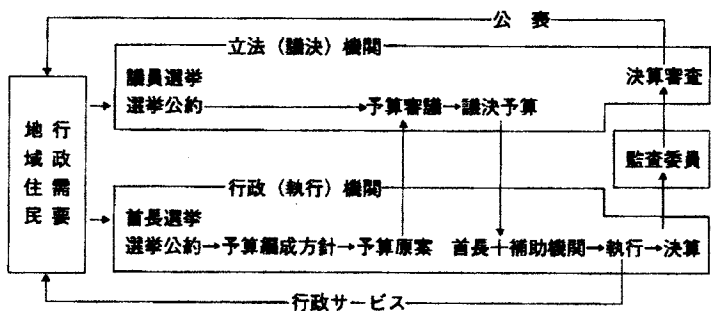 公表
立法（議決）機関
議員選挙
選挙公約→予算審議→議決予算
決算審査
地域住民
行政需要
監査委員
行政（執行）機関
首長選挙
選挙公約→予算編成方針→予算原案
首長＋補助機関→執行→決算
行政サービス